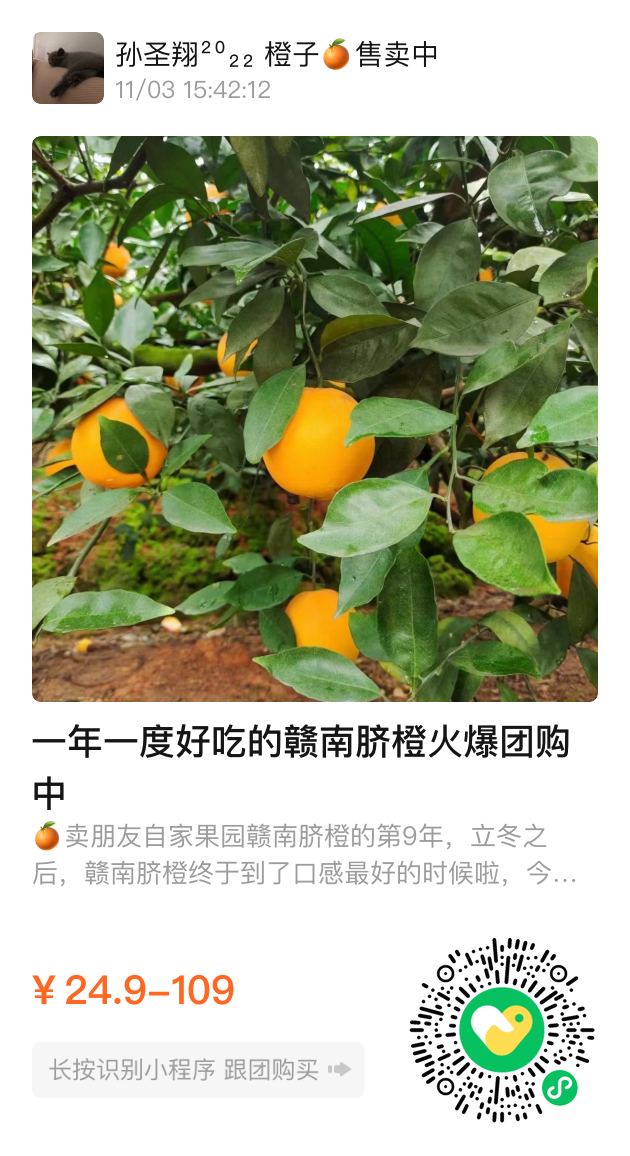 孙圣翔²⁰₂₂ 橙子🍊售卖中
11/03 15:42:12
一年一度好吃的赣南脐橙火爆团购
中
🍊卖朋友自家果园赣南脐橙的第9年，立冬之
后，赣南脐橙终于到了口感最好的时候啦，今...
¥ 24.9–109
长按识别小程序 跟团购买